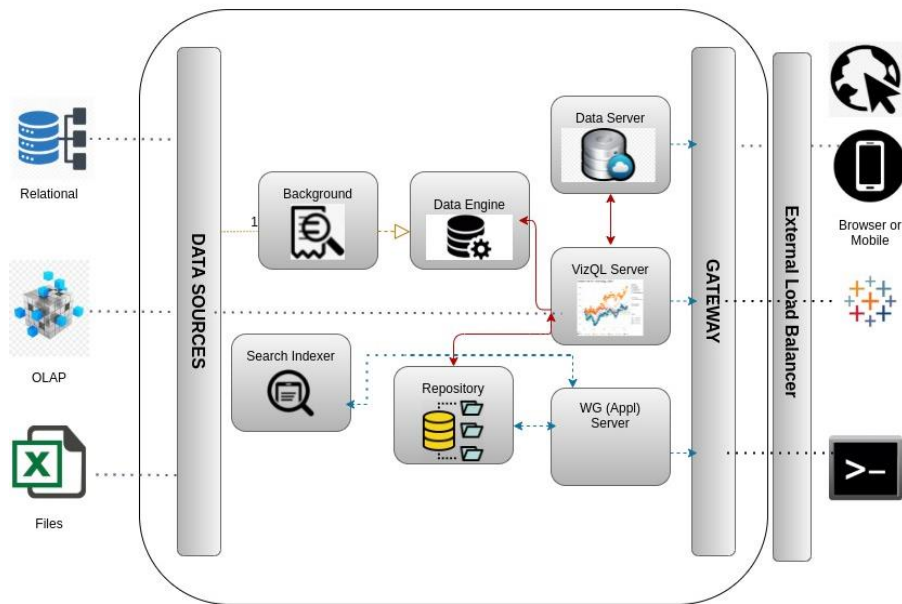 Relational
OLAP
Files
DATA SOURCES
1
Background
Data Engine
Search Indexer
Repository
Data Server
VizQL Server
WG (Appl)
Server
GATEWAY
External Load Balancer
Browser or
Mobile
>-